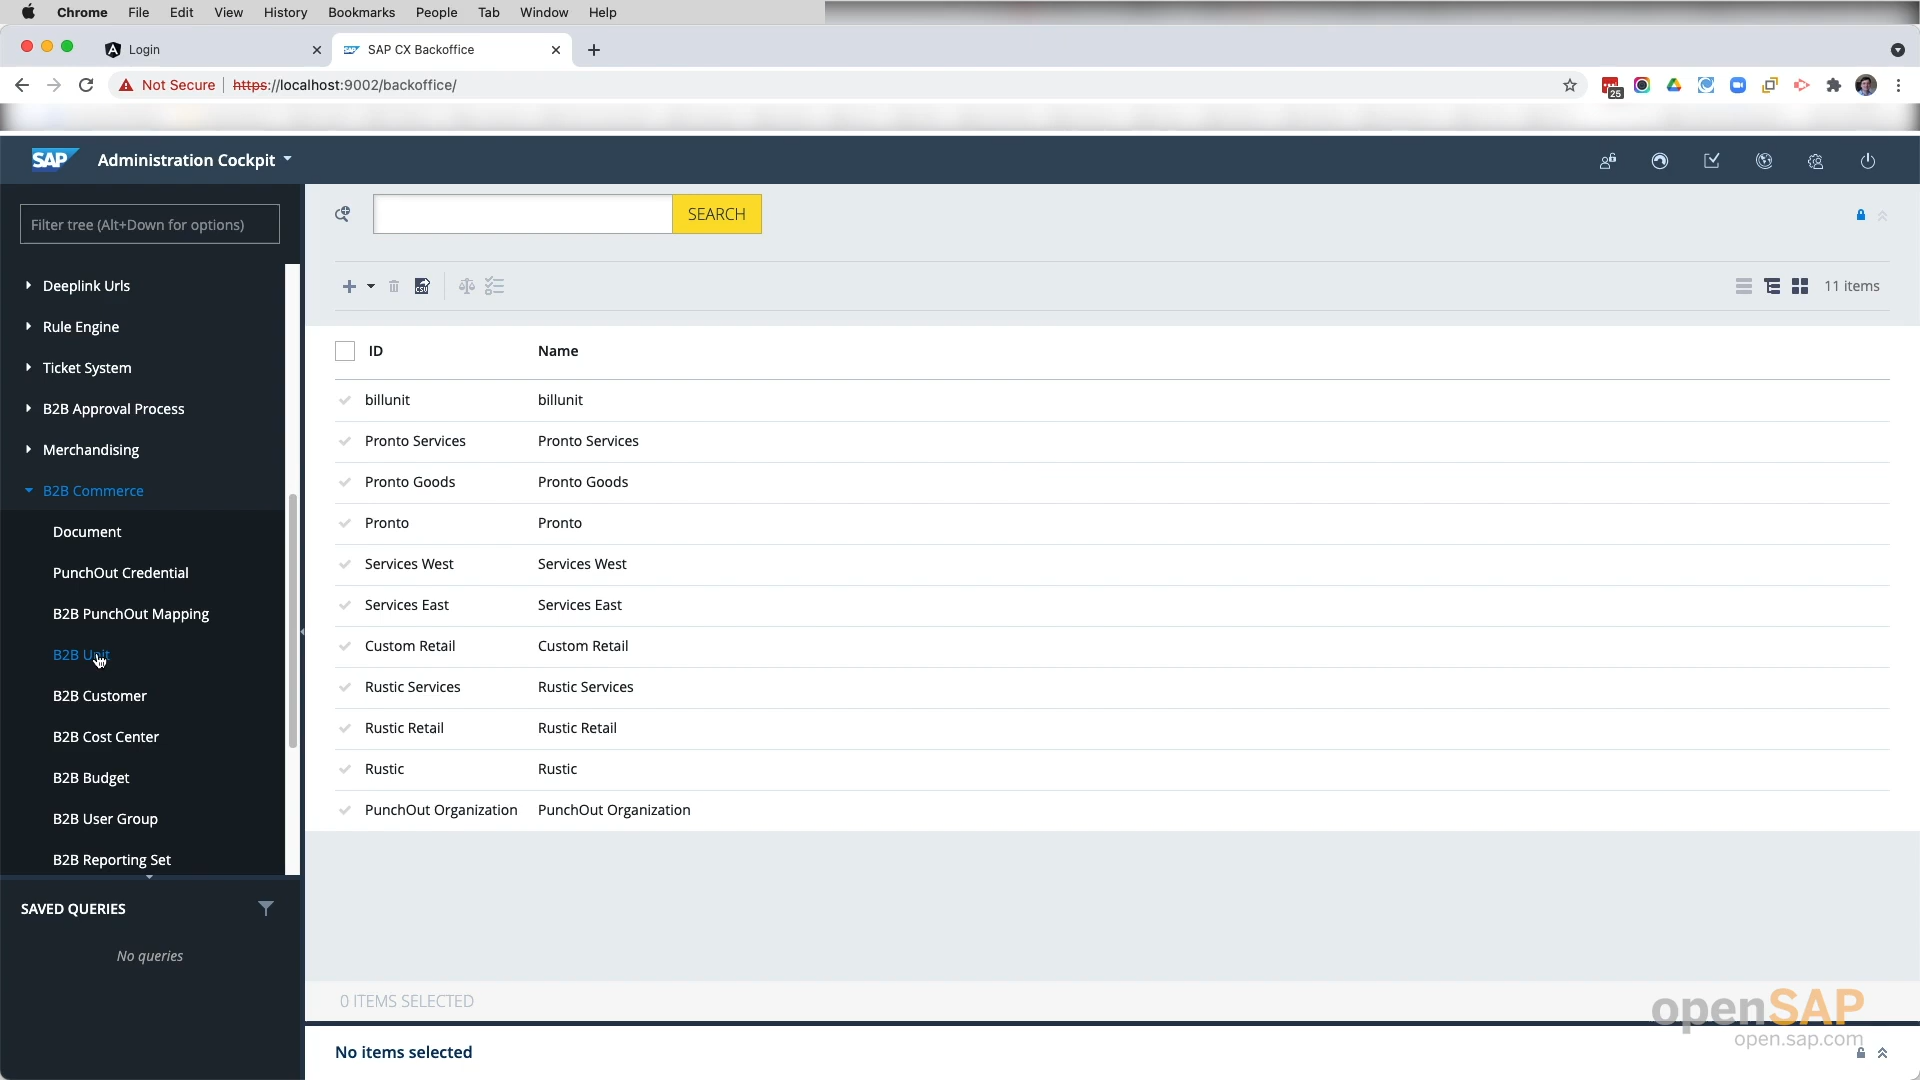 Chrome File Edit View History Bookmarks People Tab Window Help
Login
SAP CX Backoffice
Not Secure https://localhost:9002/backoffice/
25
SAP Administration Cockpit
Filter tree (Alt+Down for options)
SEARCH
Deeplink Urls
Rule Engine
Ticket System
B2B Approval Process
Merchandising
B2B Commerce
Document
PunchOut Credential
B2B PunchOut Mapping
B2B Unit
B2B Customer
B2B Cost Center
B2B Budget
B2B User Group
B2B Reporting Set
SAVED QUERIES
No queries
CSV
11 items
ID Name
billunit billunit
Pronto Services Pronto Services
Pronto Goods Pronto Goods
Pronto Pronto
Services West Services West
Services East Services East
Custom Retail Custom Retail
Rustic Services Rustic Services
Rustic Retail Rustic Retail
Rustic Rustic
PunchOut Organization PunchOut Organization
0 ITEMS SELECTED
No items selected
openSAP
open.sap.com